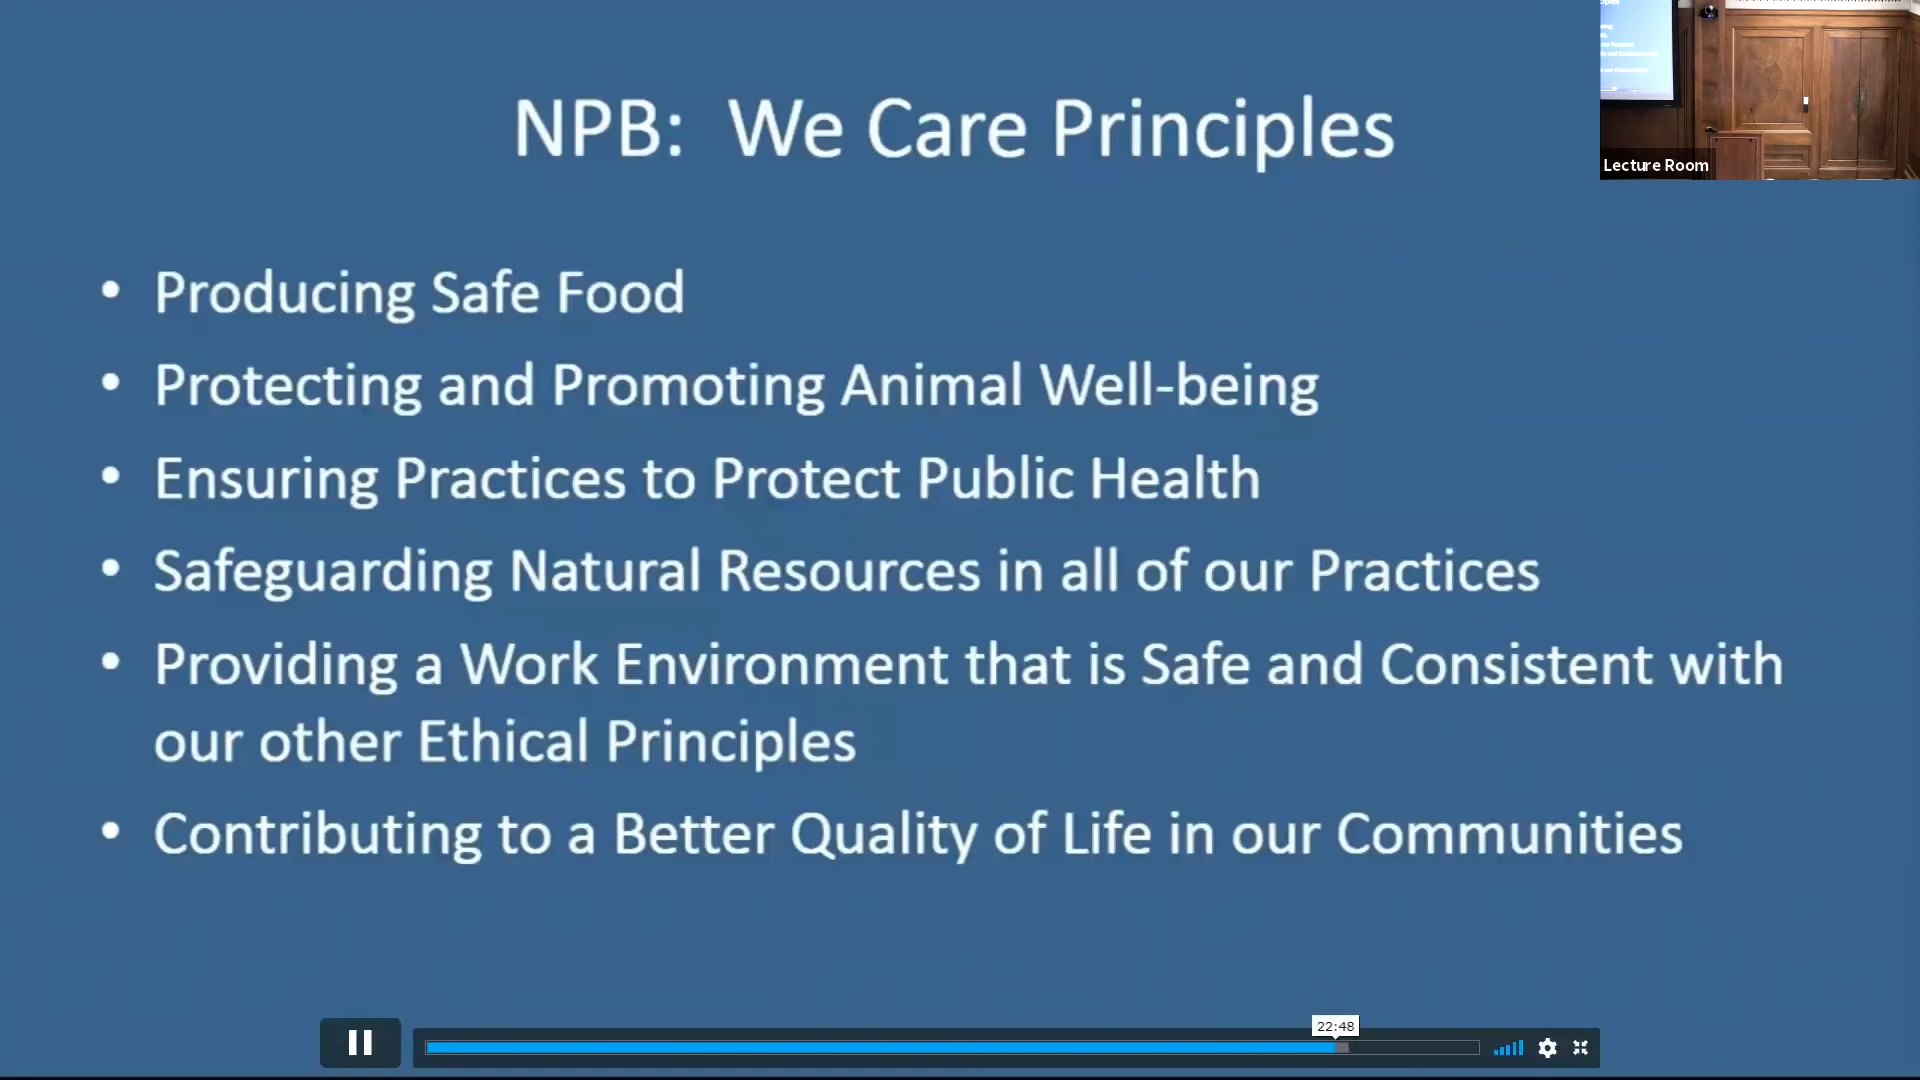 NPB: We Care Principles
Lecture Room
• Producing Safe Food
• Protecting and Promoting Animal Well-being
• Ensuring Practices to Protect Public Health
• Safeguarding Natural Resources in all of our Practices
• Providing a Work Environment that is Safe and Consistent with
our other Ethical Principles
• Contributing to a Better Quality of Life in our Communities
22:48